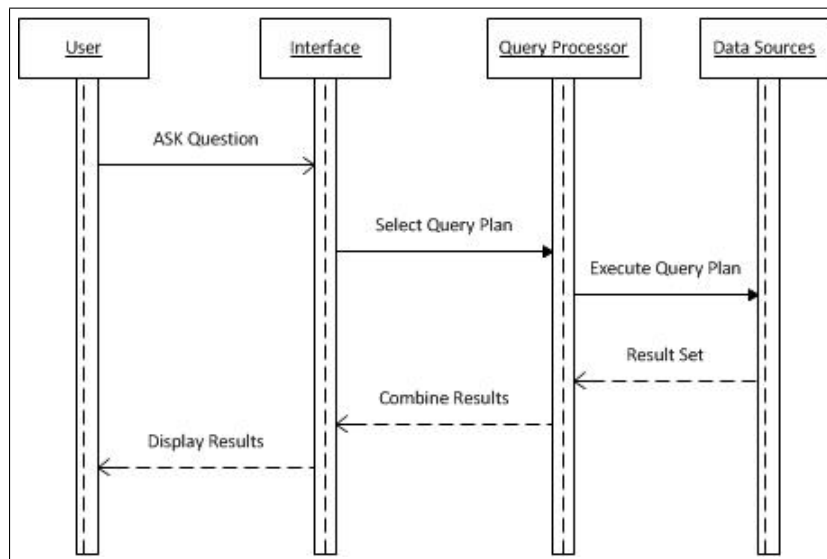 User
Interface
Query Processor
Data Sources
ASK Question
Select Query Plan
Execute Query Plan
Result Set
Combine Results
Display Results